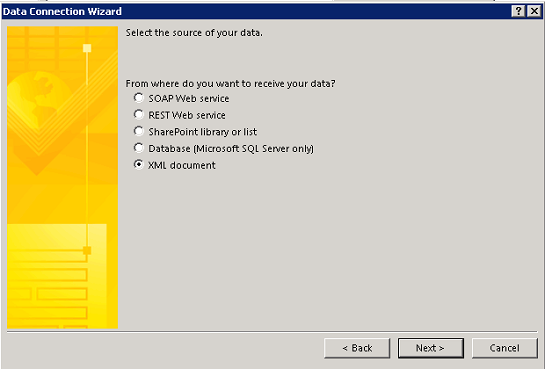 Data Connection Wizard
Select the source of your data.
From where do you want to receive your data?
SOAP Web service
REST Web service
SharePoint library or list
Database (Microsoft SQL Server only)
XML document
< Back Next > Cancel